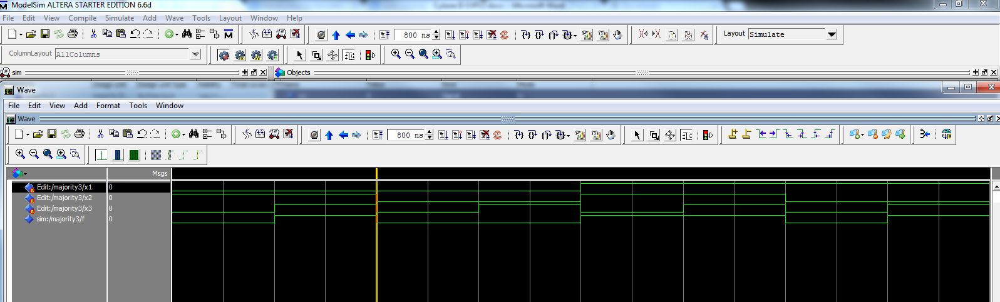 ModelSim ALTERA STARTER EDITION 6.6d
File Edit View Compile Simulate Add Wave Tools Layout Window Help
800 ns Layout Simulate
ColumnLayout AllColumns
sim Objects
Wave
File Edit View Add Format Tools Window
Wave
800 ns
Msgs
Edit:/majority3/x1 0
Edit:/majority3/x2 0
Edit:/majority3/x3 0
sim:/majority3/f 0